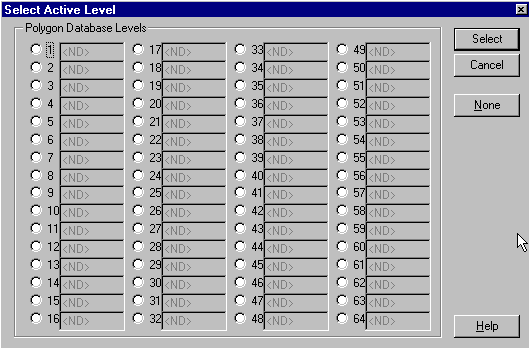 Select Active Level
Polygon Database Levels
1 <ND> 17 <ND> 33 <ND> 49 <ND>
2 <ND> 18 <ND> 34 <ND> 50 <ND>
3 <ND> 19 <ND> 35 <ND> 51 <ND>
4 <ND> 20 <ND> 36 <ND> 52 <ND>
5 <ND> 21 <ND> 37 <ND> 53 <ND>
6 <ND> 22 <ND> 38 <ND> 54 <ND>
7 <ND> 23 <ND> 39 <ND> 55 <ND>
8 <ND> 24 <ND> 40 <ND> 56 <ND>
9 <ND> 25 <ND> 41 <ND> 57 <ND>
10 <ND> 26 <ND> 42 <ND> 58 <ND>
11 <ND> 27 <ND> 43 <ND> 59 <ND>
12 <ND> 28 <ND> 44 <ND> 60 <ND>
13 <ND> 29 <ND> 45 <ND> 61 <ND>
14 <ND> 30 <ND> 46 <ND> 62 <ND>
15 <ND> 31 <ND> 47 <ND> 63 <ND>
16 <ND> 32 <ND> 48 <ND> 64 <ND>
Select
Cancel
None
Help